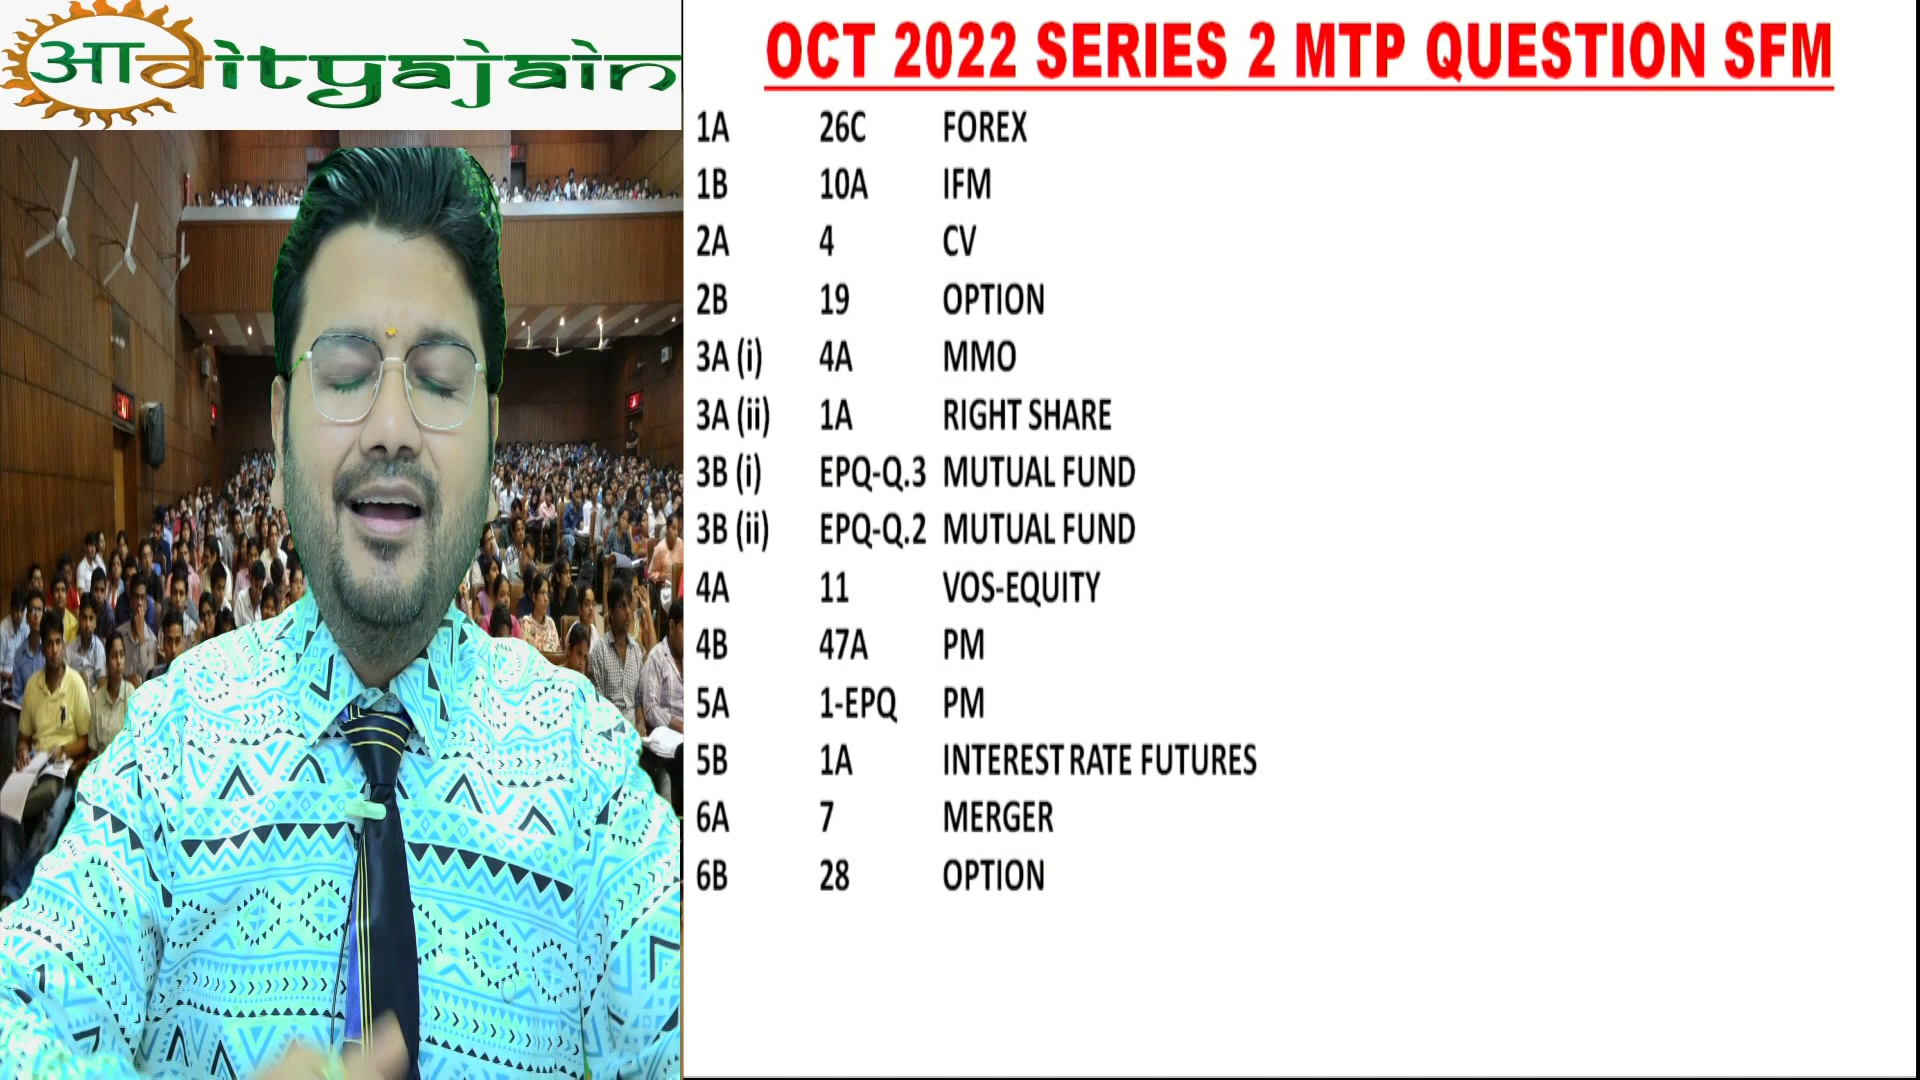 आdityajain
OCT 2022 SERIES 2 MTP QUESTION SFM
1A 26C FOREX
1B 10A IFM
2A 4 CV
2B 19 OPTION
3A (i) 4A MMO
3A (ii) 1A RIGHT SHARE
3B (i) EPQ-Q.3 MUTUAL FUND
3B (ii) EPQ-Q.2 MUTUAL FUND
4A 11 VOS-EQUITY
4B 47A PM
5A 1-EPQ PM
5B 1A INTEREST RATE FUTURES
6A 7 MERGER
6B 28 OPTION